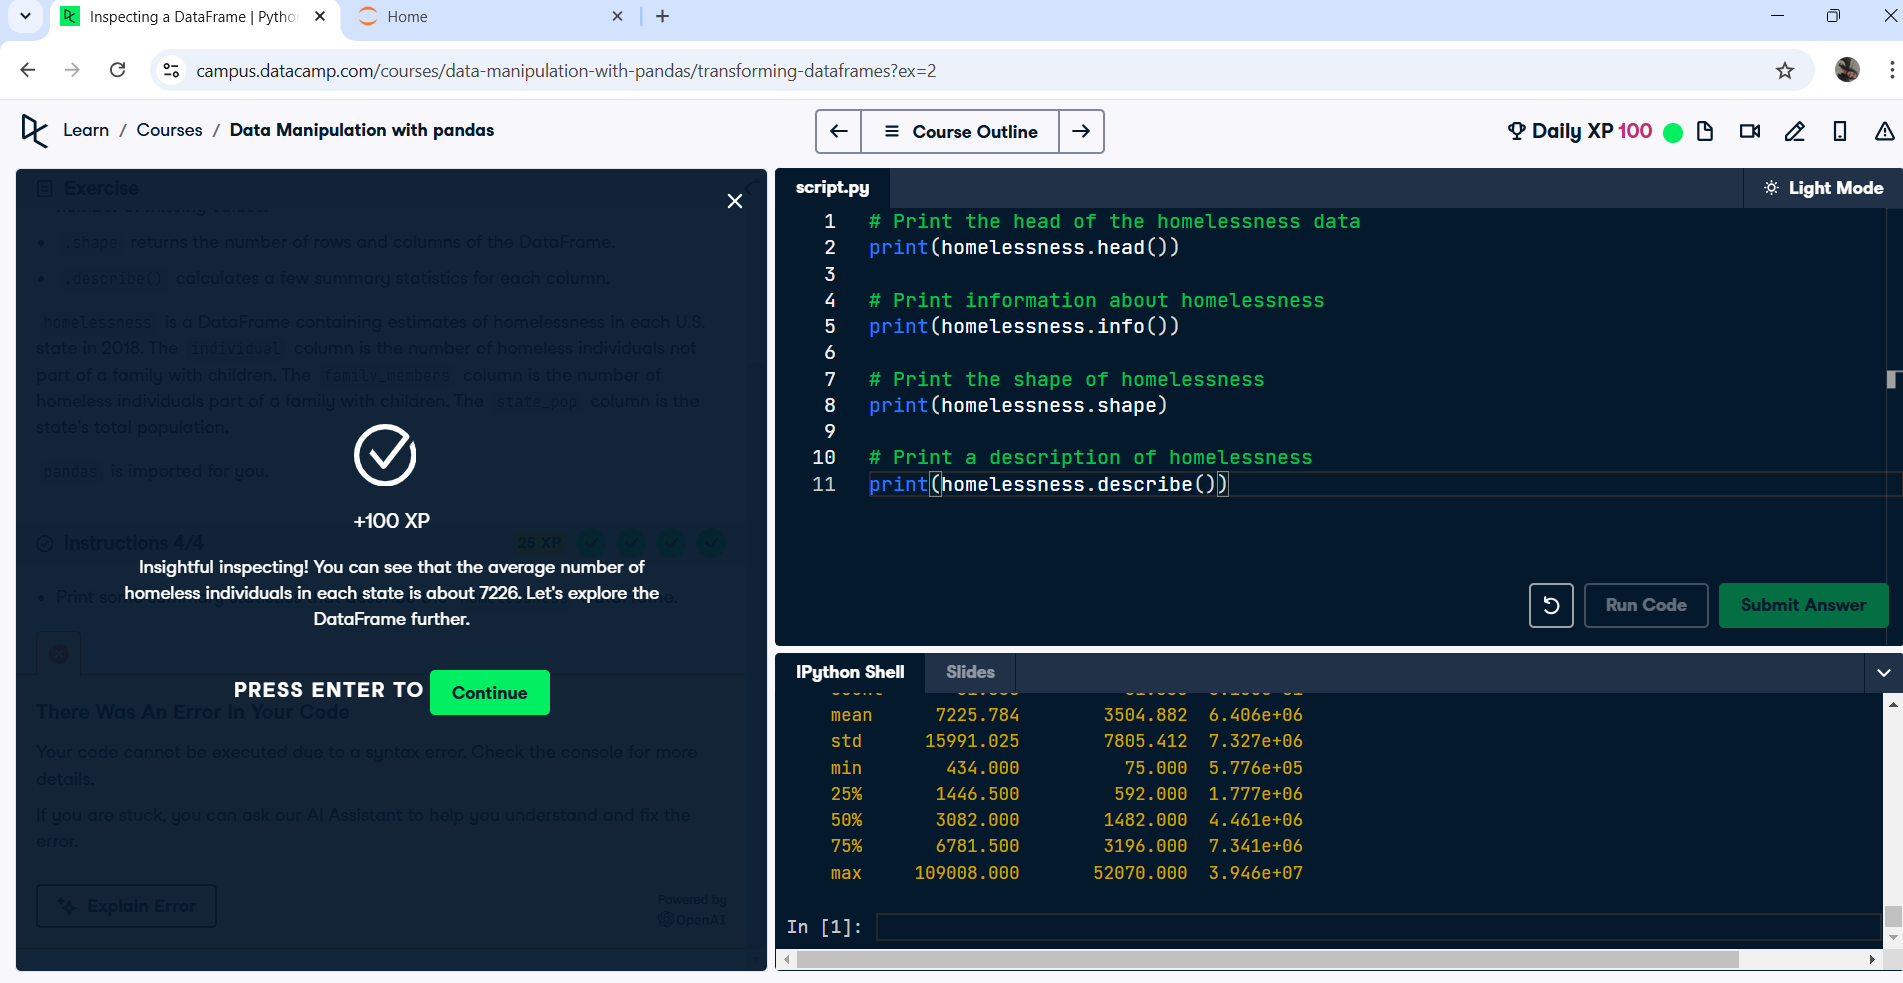 Inspecting a DataFrame | Pytho
Home
campus.datacamp.com/courses/data-manipulation-with-pandas/transforming-dataframes?ex=2
Learn / Courses / Data Manipulation with pandas
Course Outline
Daily XP 100
Exercise
number of missing values.
.shape returns the number of rows and columns of the DataFrame.
.describe() calculates a few summary statistics for each column.
homelessness is a DataFrame containing estimates of homelessness in each U.S.
state in 2018. The individual column is the number of homeless individuals not
part of a family with children. The family_members column is the number of
homeless individuals part of a family with children. The state_pop column is the
state's total population.
pandas is imported for you.
+100 XP
Instructions 4/4
25 XP
Insightful inspecting! You can see that the average number of
homeless individuals in each state is about 7226. Let's explore the
DataFrame further.
Print
PRESS ENTER TO Continue
There Was An Error In Your Code
Your code cannot be executed due to a syntax error. Check the console for more
details.
If you are stuck, you can ask our AI Assistant to help you understand and fix the
error.
Explain Error
Powered by
OpenAI
script.py
Light Mode
1 # Print the head of the homelessness data
2 print(homelessness.head())
3
4 # Print information about homelessness
5 print(homelessness.info())
6
7 # Print the shape of homelessness
8 print(homelessness.shape)
9
10 # Print a description of homelessness
11 print(homelessness.describe())
Run Code
Submit Answer
IPython Shell
Slides
mean 7225.784 3504.882 6.406e+06
std 15991.025 7805.412 7.327e+06
min 434.000 75.000 5.776e+05
25% 1446.500 592.000 1.777e+06
50% 3082.000 1482.000 4.461e+06
75% 6781.500 3196.000 7.341e+06
max 109008.000 52070.000 3.946e+07
In [1]: